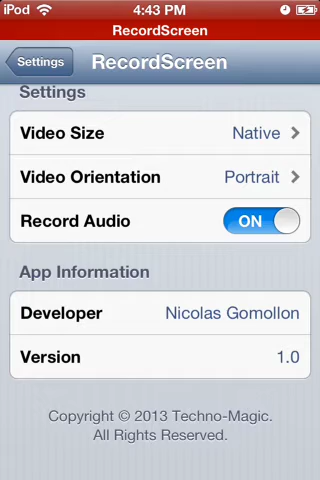 iPod 4:43 PM
RecordScreen
Settings RecordScreen
Settings
Video Size Native
Video Orientation Portrait
Record Audio ON
App Information
Developer Nicolas Gomollon
Version 1.0
Copyright © 2013 Techno-Magic.
All Rights Reserved.